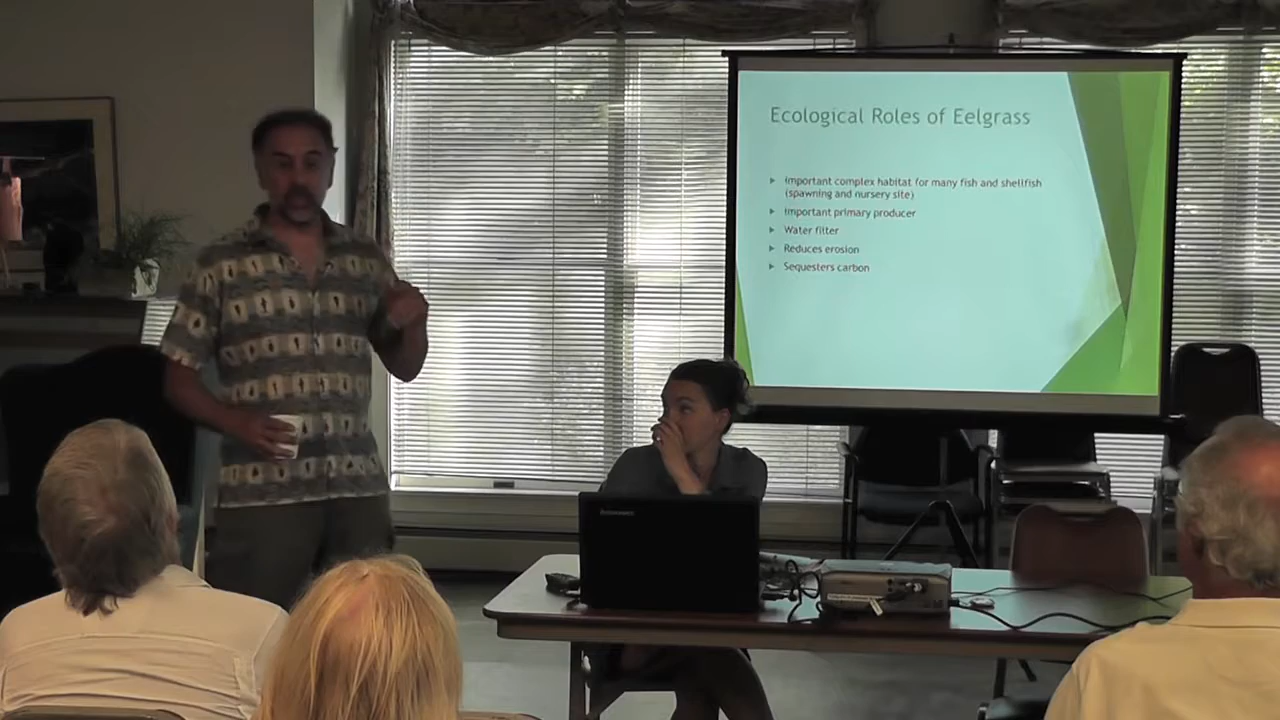 Ecological Roles of Eelgrass
Important complex habitat for many fish and shellfish
(spawning and nursery site)
Important primary producer
Water filter
Reduces erosion
Sequesters carbon